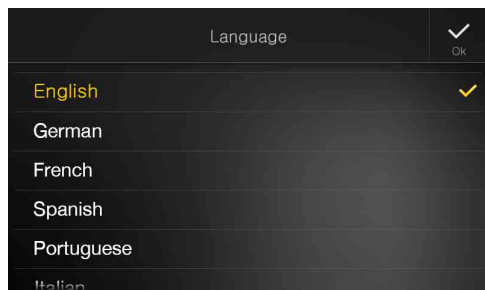 Language
Ok
English
German
French
Spanish
Portuguese
Italian